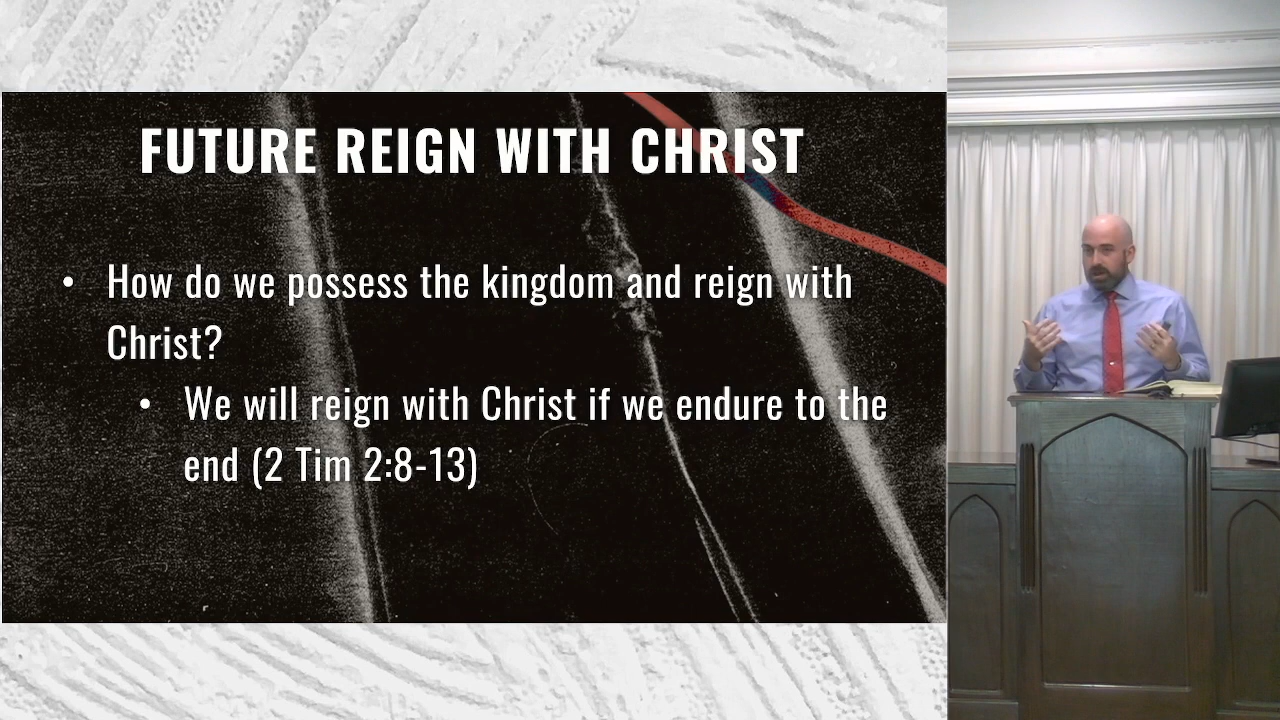 FUTURE REIGN WITH CHRIST
• How do we possess the kingdom and reign with
Christ?
• We will reign with Christ if we endure to the
end (2 Tim 2:8-13)